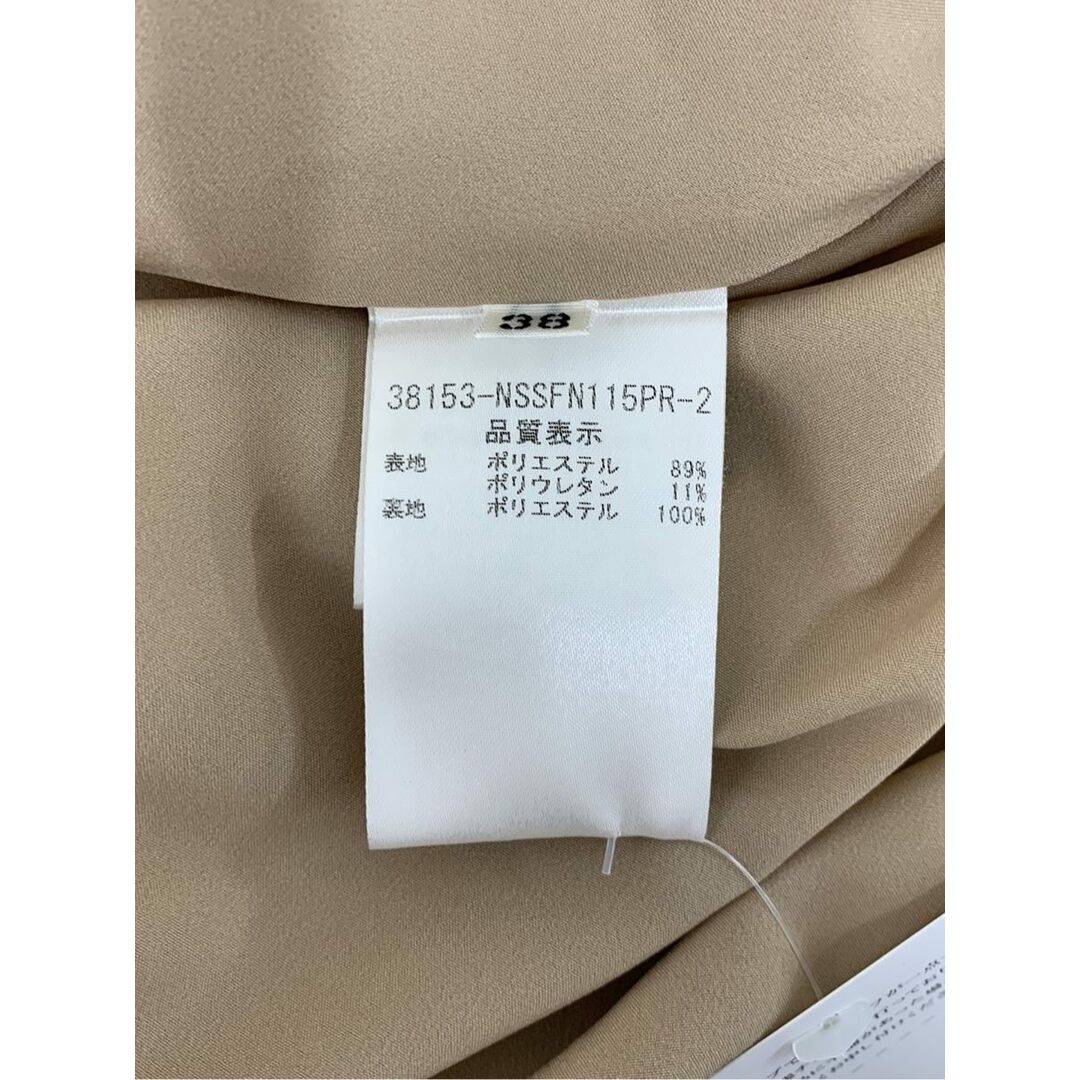 38
38153-NSSFN115PR-2
品質表示
表地 ポリエステル 89%
ポリウレタン 11%
裏地 ポリエステル 100%